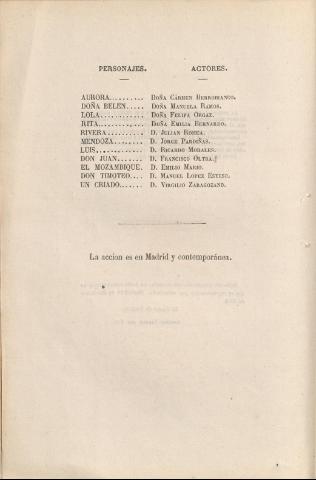 PERSONAJES. ACTORES.
AURORA.......... DOÑA CÁRMEN BERROBIANCO.
DOÑA BELEN..... DOÑA MANUELA RAMOS.
LOLA............. DOÑA FELIPA ORGAZ.
RITA............. DOÑA EMILIA BERNARDO.
RIVERA.......... D. JULIAN ROMEA.
MENDOZA....... D. JORGE PARDIÑAS.
LUIS.............. D. RICARDO MORALES.
DON JUAN....... D. FRANCISCO OLTRA.
EL MOZAMBIQUE. D. EMILIO MARIO.
DON TIMOTEO.... D. MANUEL LOPEZ
UN CRIADO...... D. VIRGILIO ZARAGOZANO.
La accion es en Madrid y contemporánea.